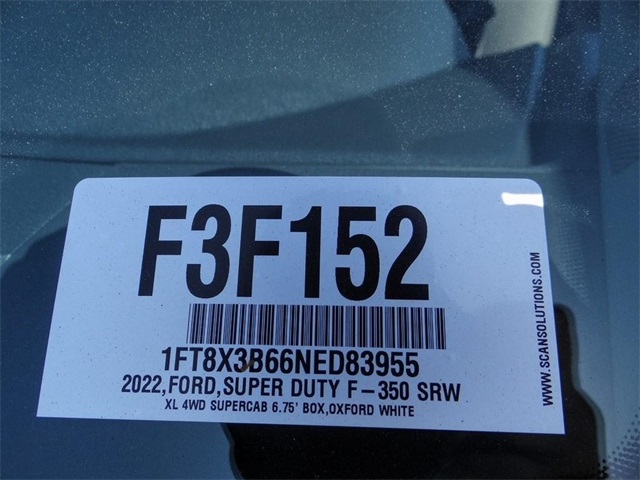 F3F152
1FT8X3B66NED83955
2022,FORD,SUPER DUTY F-350 SRW
XL 4WD SUPERCAB 6.75' BOX,OXFORD WHITE
WWW.SCANSOLUTIONS.COM